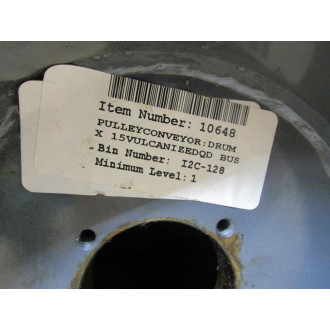 Item Number: 10648
PULLEYCONVEYOR:DRUM
X 15VULCANIZEDQD BUS
Bin Number: I2C-128
Minimum Level: 1